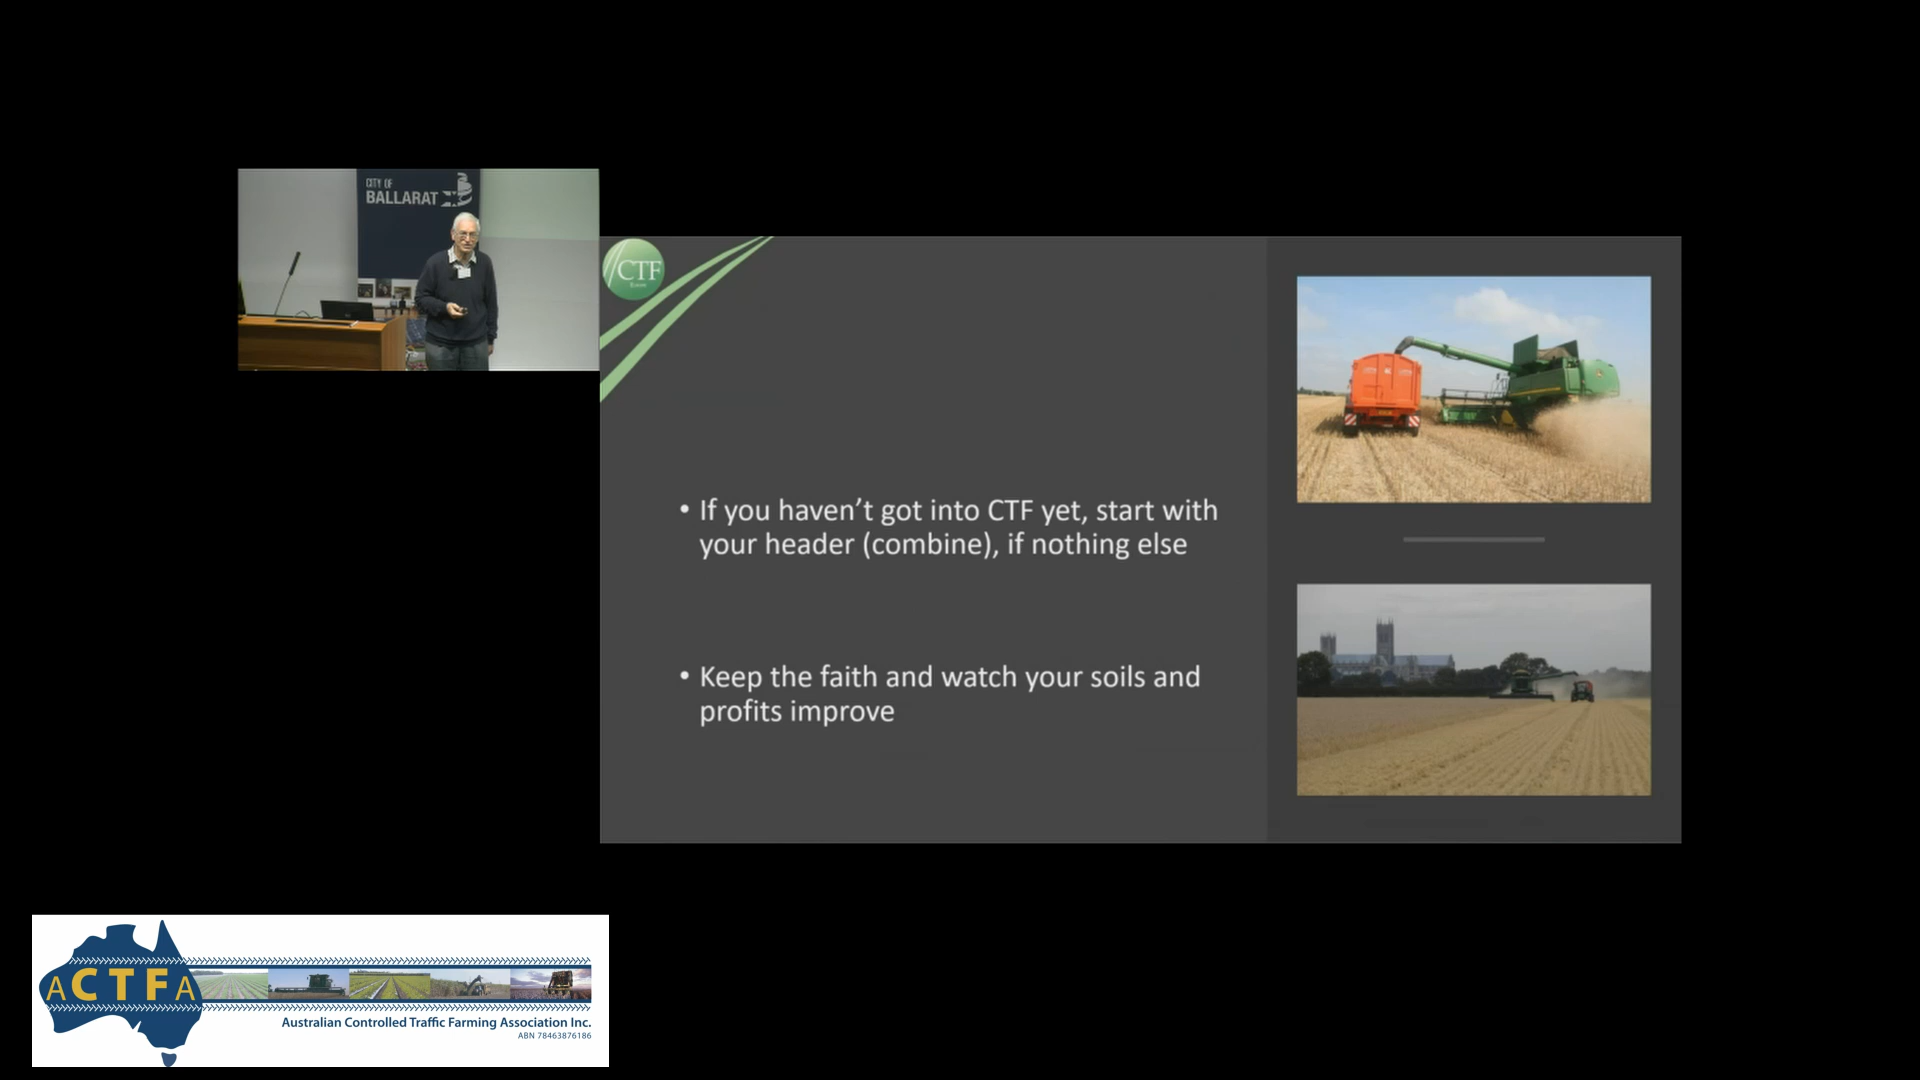 CITY OF
BALLARAT
CTF
Europe
• If you haven’t got into CTF yet, start with
your header (combine), if nothing else
• Keep the faith and watch your soils and
profits improve
ACTFA
Australian Controlled Traffic Farming Association Inc.
ABN 78463876186